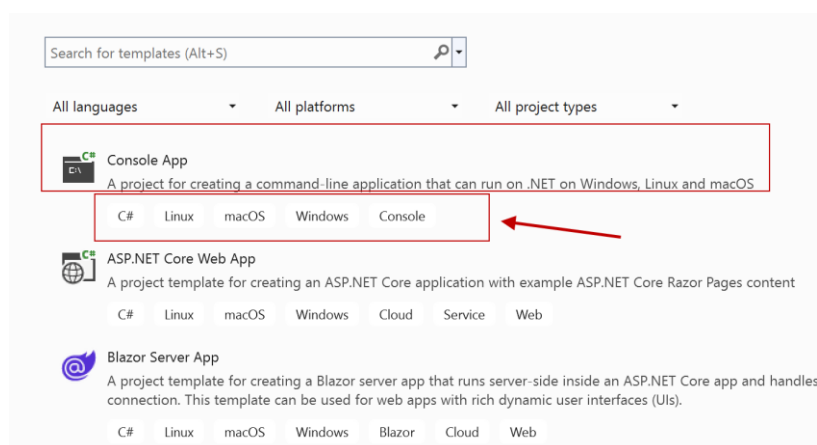 Search for templates (Alt+S)
All languages All platforms All project types
C#
C:\
Console App
A project for creating a command-line application that can run on .NET on Windows, Linux and macOS
C# Linux macOS Windows Console
C#
ASP.NET Core Web App
A project template for creating an ASP.NET Core application with example ASP.NET Core Razor Pages content
C# Linux macOS Windows Cloud Service Web
Blazor Server App
A project template for creating a Blazor server app that runs server-side inside an ASP.NET Core app and handles
connection. This template can be used for web apps with rich dynamic user interfaces (UIs).
C# Linux macOS Windows Blazor Cloud Web